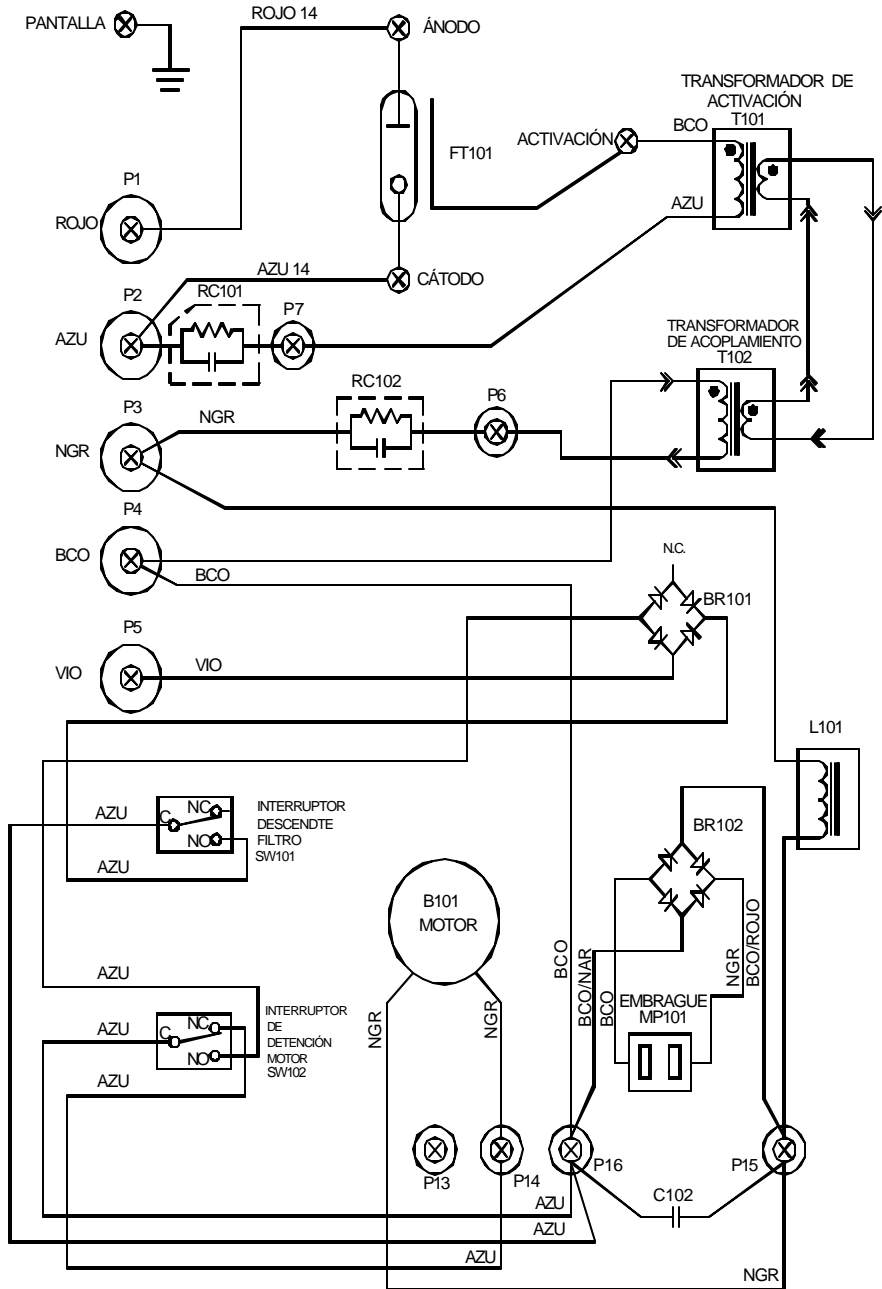 PANTALLA
ROJO 14
ÁNODO
TRANSFORMADOR DE
ACTIVACIÓN
T101
BCO
ACTIVACIÓN
FT101
P1
ROJO
AZU
AZU 14
CÁTODO
P2
RC101
P7
AZU
TRANSFORMADOR
DE ACOPLAMIENTO
T102
RC102
P6
P3
NGR
NGR
P4
BCO
BCO
N.C.
BR101
P5
VIO
VIO
L101
AZU
C
NC
NO
INTERRUPTOR
DESCENDTE
FILTRO
SW101
AZU
BR102
B101
MOTOR
BCO
BCO/NAR
BCO
NGR
BCO/ROJO
EMBRAGUE
MP101
AZU
AZU
C
NC
NO
INTERRUPTOR
DE
DETENCIÓN
MOTOR
SW102
AZU
NGR
NGR
P13
P14
P16
P15
C102
AZU
AZU
AZU
NGR